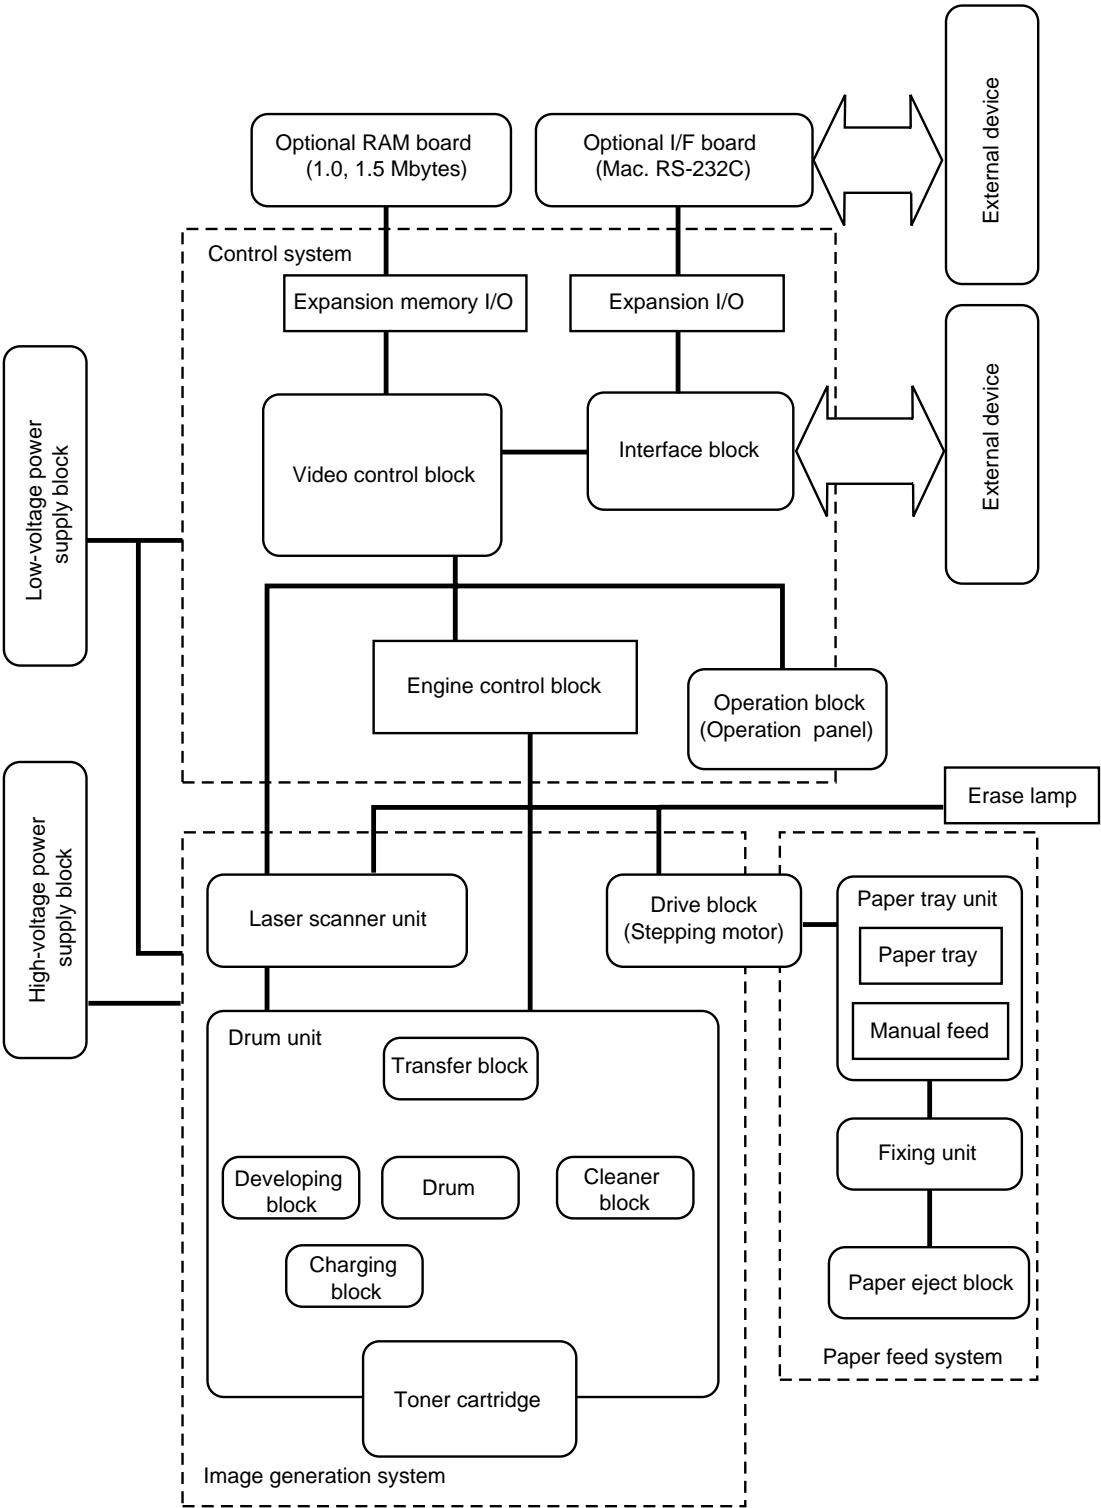 External device
Optional RAM board
(1.0, 1.5 Mbytes)
Optional I/F board
(Mac. RS-232C)
Control system
Expansion memory I/O
Expansion I/O
External device
Low-voltage power
supply block
Video control block
Interface block
Engine control block
Operation block
(Operation panel)
Erase lamp
High-voltage power
supply block
Laser scanner unit
Drive block
(Stepping motor)
Paper tray unit
Paper tray
Manual feed
Drum unit
Transfer block
Developing
block
Drum
Cleaner
block
Fixing unit
Charging
block
Paper eject block
Paper feed system
Toner cartridge
Image generation system